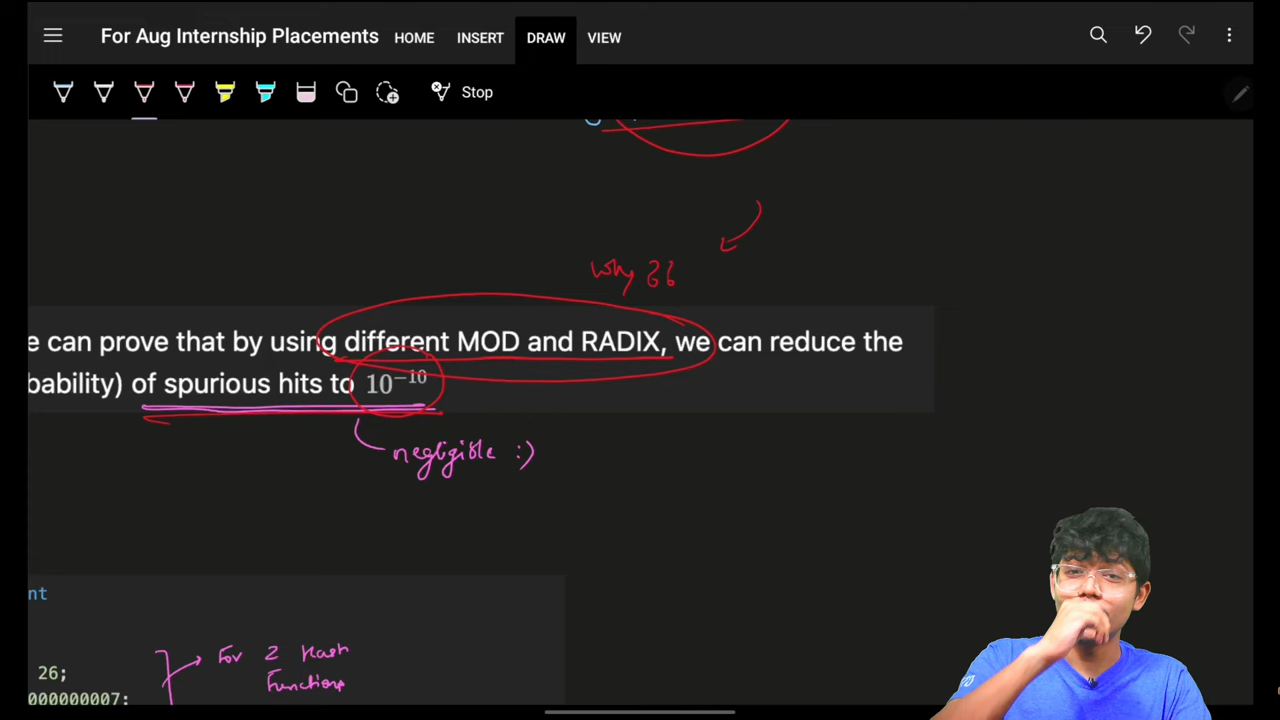 For Aug Internship Placements HOME INSERT DRAW VIEW
Stop
why
e can prove that by using different MOD and RADIX, we can reduce the
bability) of spurious hits to 10⁻¹⁰
negligible :)
nt
For 2 Hash
26; Functions
000000007;